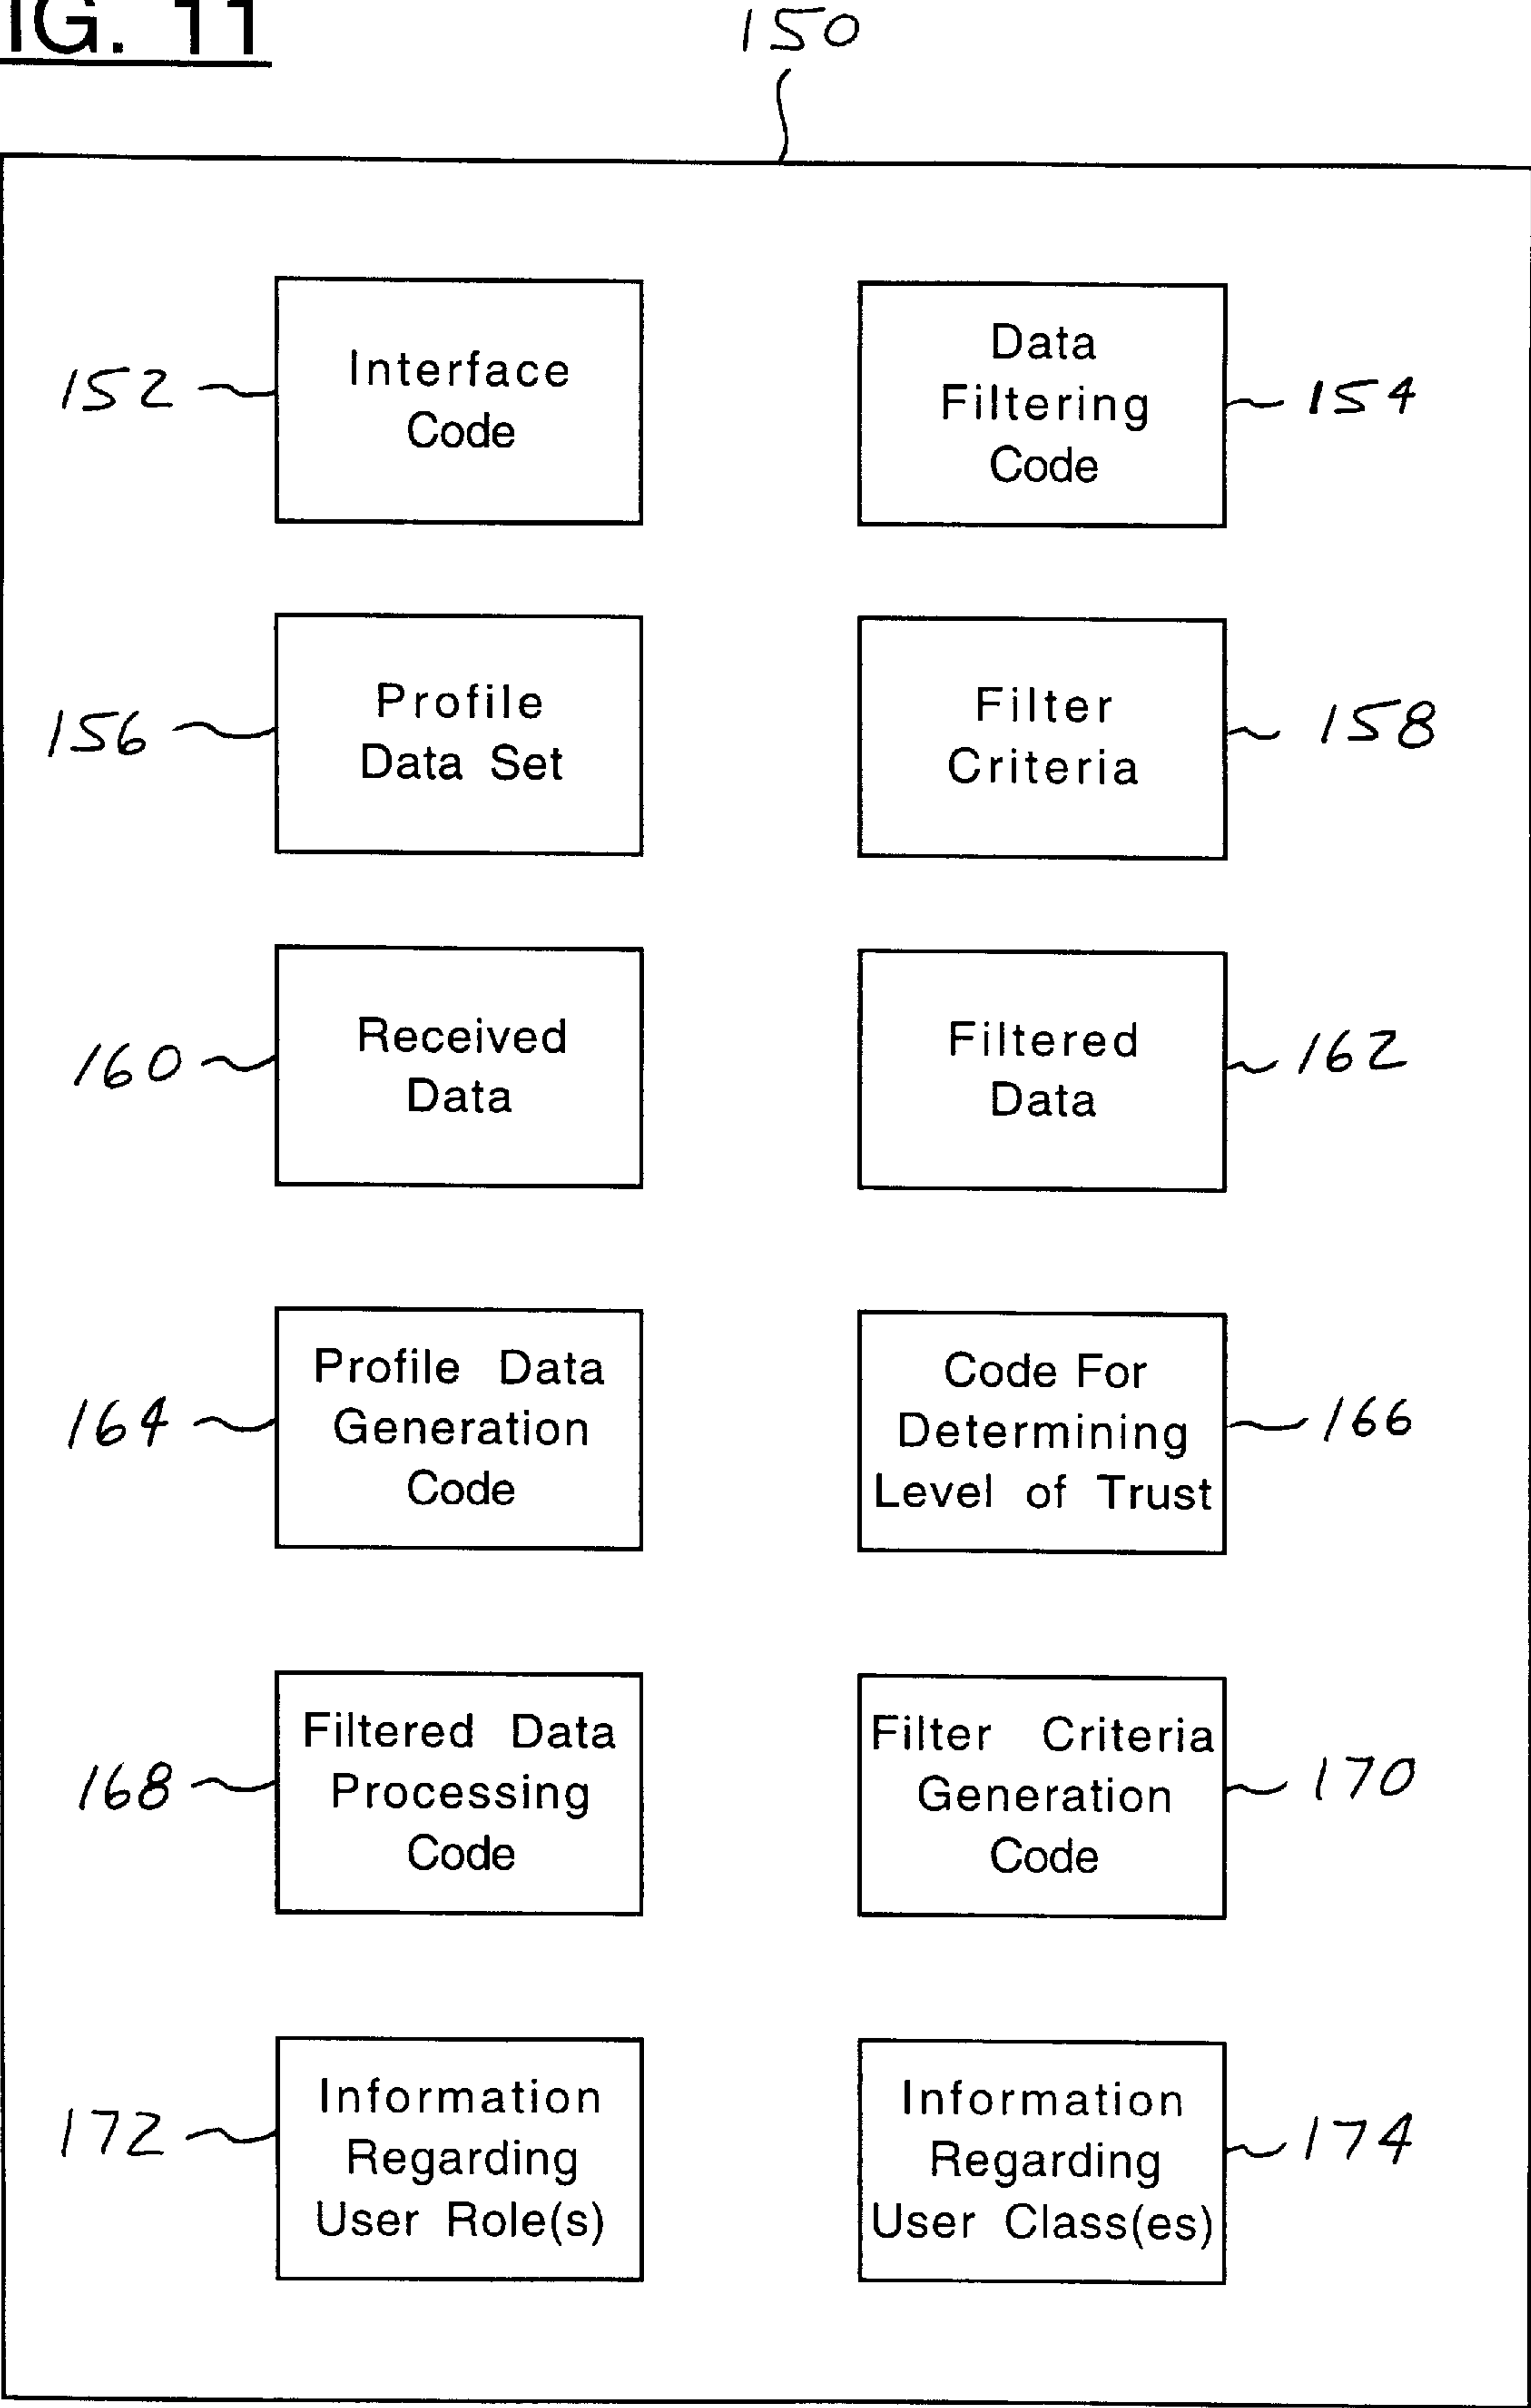 IG. 11
150
152
Interface
Code
Data
Filtering
Code
154
156
Profile
Data Set
Filter
Criteria
158
160
Received
Data
Filtered
Data
162
164
Profile Data
Generation
Code
Code For
Determining
Level of Trust
166
168
Filtered Data
Processing
Code
Filter Criteria
Generation
Code
170
172
Information
Regarding
User Role(s)
Information
Regarding
User Class(es)
174